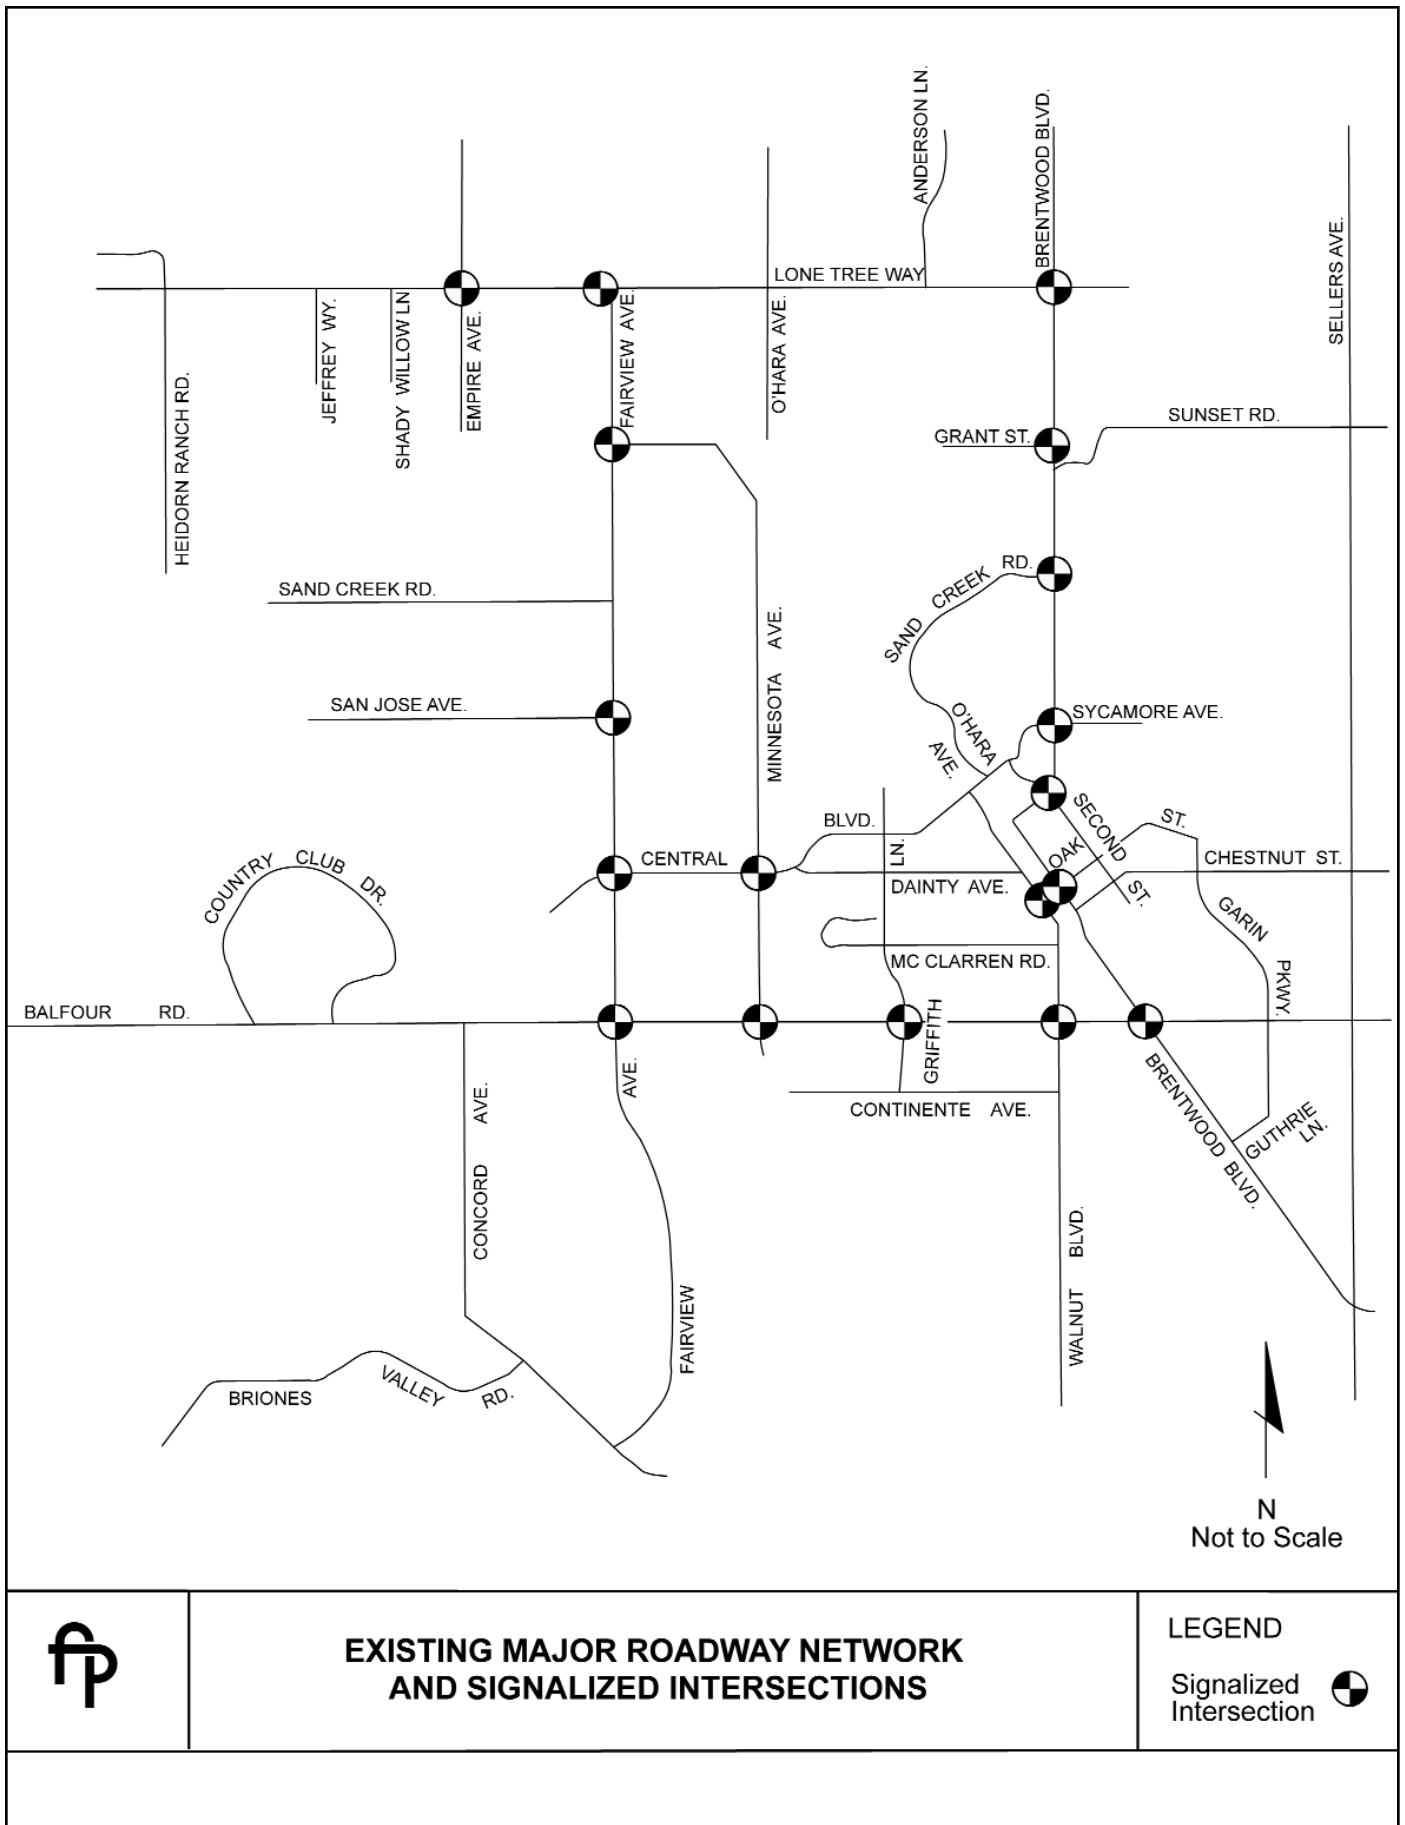 ANDERSON LN.
BRENTWOOD BLVD.
SELLERS AVE.
LONE TREE WAY
HEIDORN RANCH RD.
JEFFREY WY.
SHADY WILLOW LN
EMPIRE AVE.
FAIRVIEW AVE.
O'HARA AVE.
GRANT ST.
SUNSET RD.
SAND CREEK RD.
SAND CREEK RD.
SAN JOSE AVE.
MINNESOTA AVE.
O'HARA
AVE.
SYCAMORE AVE.
SECOND ST.
BLVD.
CENTRAL
LN.
OAK
ST.
CHESTNUT ST.
DAINTY AVE.
COUNTRY CLUB DR.
GARIN PKWY.
MC CLARREN RD.
BALFOUR RD.
GRIFFITH
CONTINENTE AVE.
AVE.
CONCORD AVE.
BRENTWOOD BLVD.
GUTHRIE
LN.
WALNUT BLVD.
FAIRVIEW
BRIONES VALLEY RD.
N
Not to Scale
fp
EXISTING MAJOR ROADWAY NETWORK
AND SIGNALIZED INTERSECTIONS
LEGEND
Signalized
Intersection